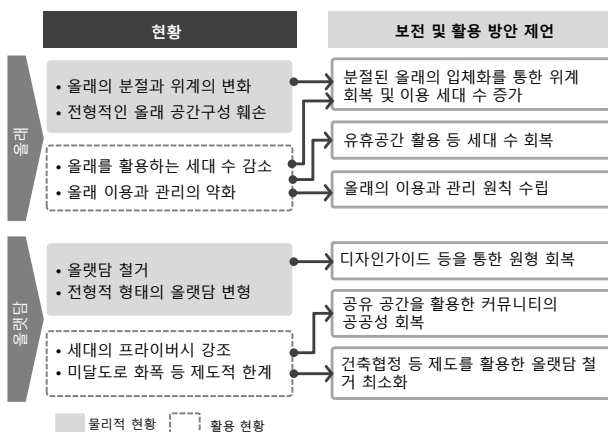 현황
보전 및 활용 방안 제언
올래
• 올래의 분절과 위계의 변화
• 전형적인 올래 공간구성 훼손
• 올래를 활용하는 세대 수 감소
• 올래 이용과 관리의 약화
분절된 올래의 입체화를 통한 위계
회복 및 이용 세대 수 증가
유휴공간 활용 등 세대 수 회복
올래의 이용과 관리 원칙 수립
올랫담
• 올랫담 철거
• 전형적 형태의 올랫담 변형
• 세대의 프라이버시 강조
• 미달도로 화폭 등 제도적 한계
디자인가이드 등을 통한 원형 회복
공유 공간을 활용한 커뮤니티의
공공성 회복
건축협정 등 제도를 활용한 올랫담 철
거 최소화
물리적 현황
활용 현황